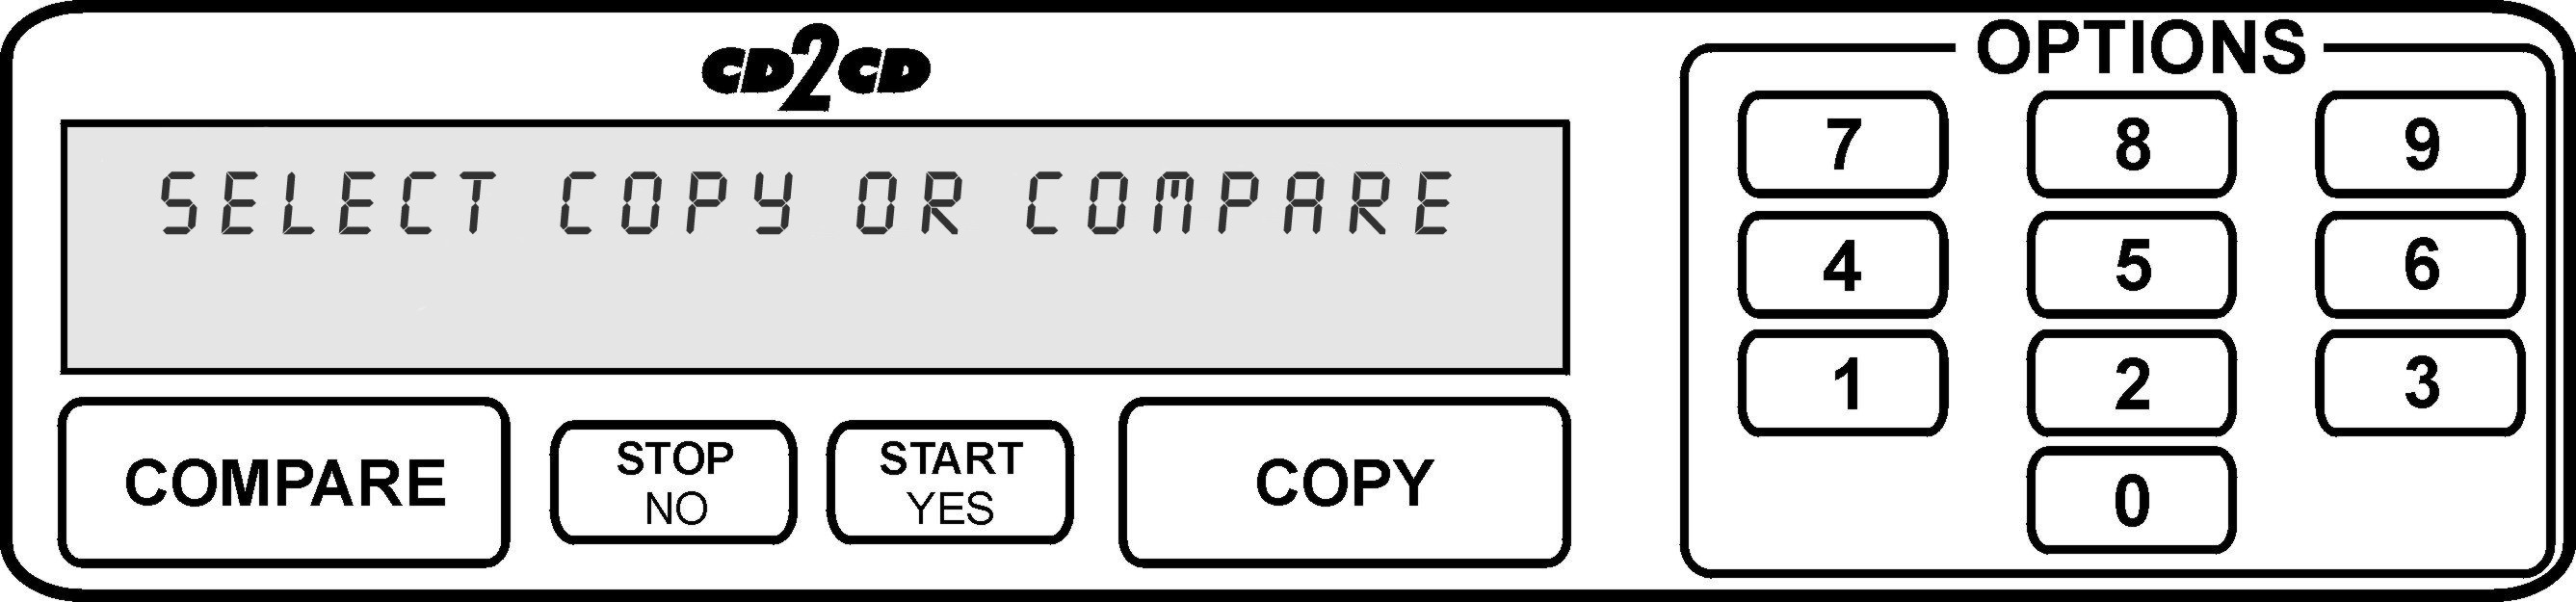 CD2CD
SELECT COPY OR COMPARE
COMPARE
STOP
NO
START
YES
COPY
OPTIONS
7 8 9
4 5 6
1 2 3
0